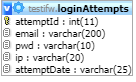 testifw.loginAttempts
attemptId : int(11)
email : varchar(200)
pwd : varchar(10)
ip : varchar(20)
attemptDate : varchar(25)